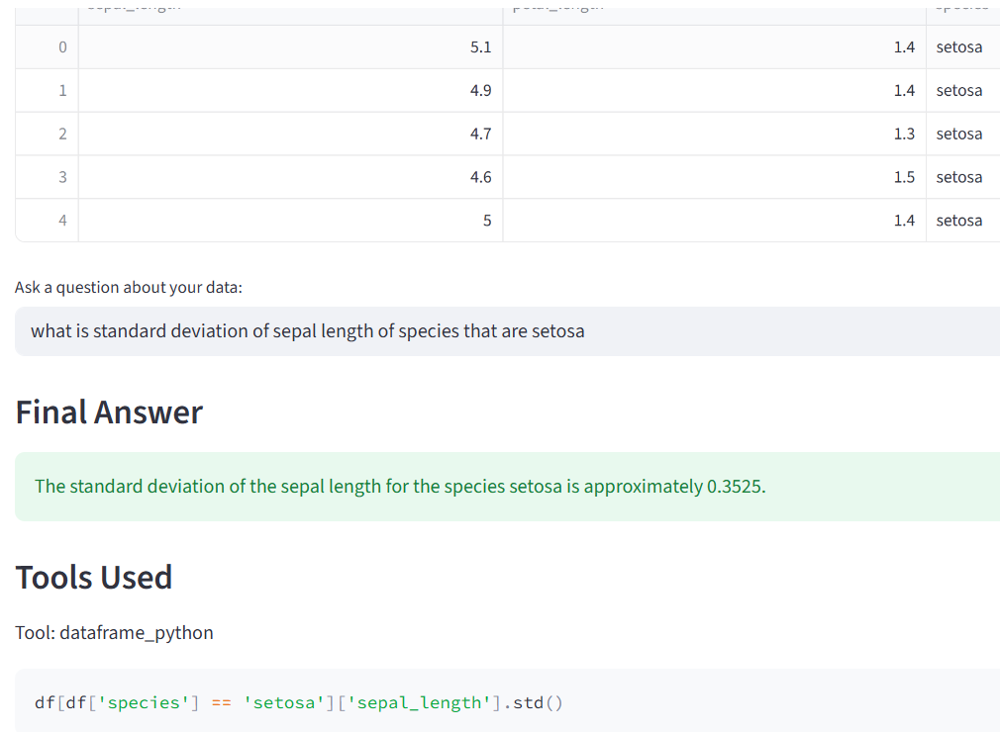 sepal_length petal_length species
0 5.1 1.4 setosa
1 4.9 1.4 setosa
2 4.7 1.3 setosa
3 4.6 1.5 setosa
4 5 1.4 setosa
Ask a question about your data:
what is standard deviation of sepal length of species that are setosa
Final Answer
The standard deviation of the sepal length for the species setosa is approximately 0.3525.
Tools Used
Tool: dataframe_python
df[df['species'] == 'setosa']['sepal_length'].std()